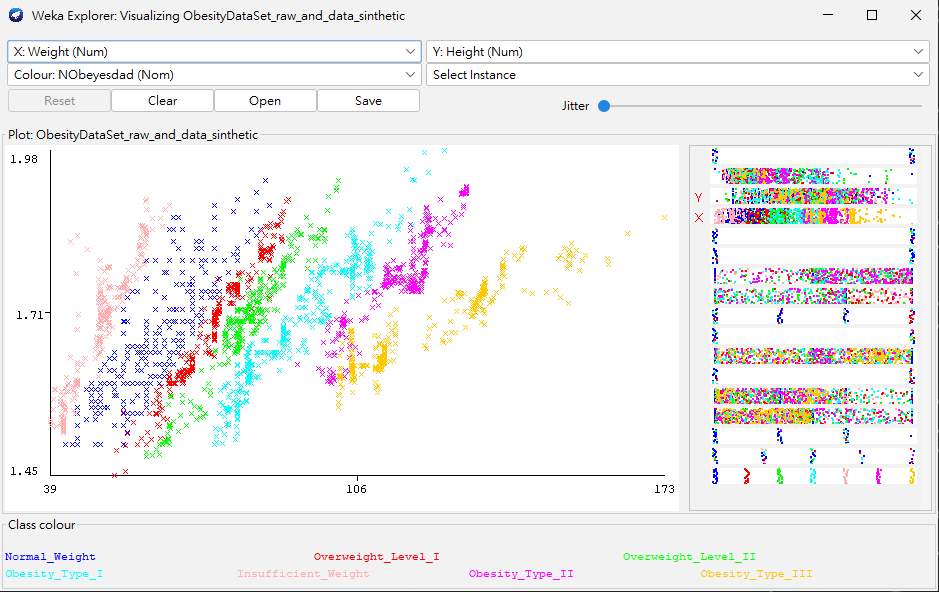 Weka Explorer: Visualizing ObesityDataSet_raw_and_data_sinthetic
X: Weight (Num) Y: Height (Num)
Colour: NObeyesdad (Nom) Select Instance
Reset Clear Open Save Jitter
Plot: ObesityDataSet_raw_and_data_sinthetic
1.98
Y
X
1.71
1.45
39 106 173
Class colour
Normal_Weight Overweight_Level_I Overweight_Level_II
Obesity_Type_I Insufficient_Weight Obesity_Type_II Obesity_Type_III